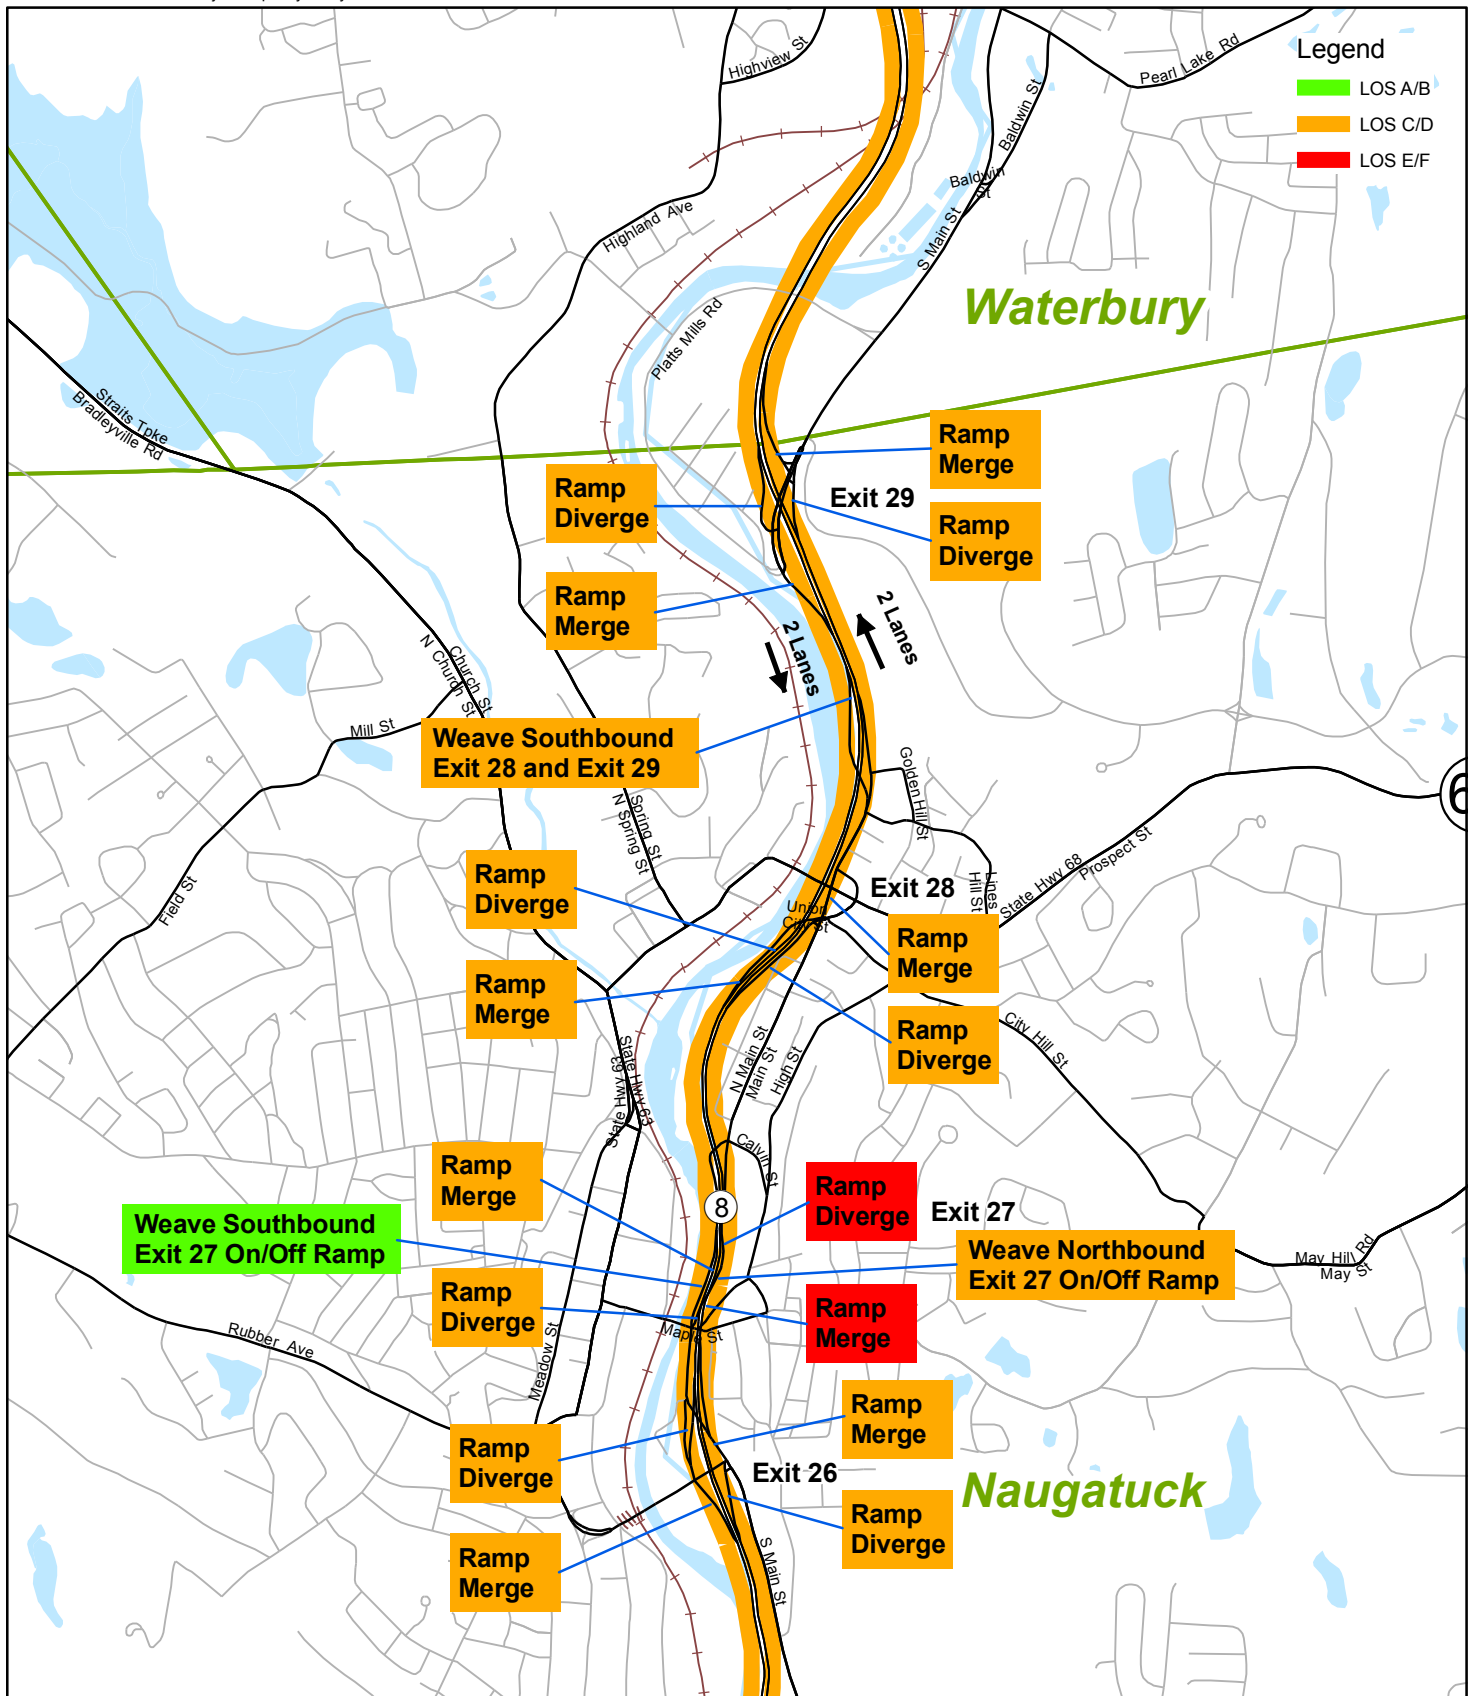 Legend
LOS A/B
LOS C/D
LOS E/F
Highview St
Pearl Lake Rd
Baldwin St
Baldwin
St
S Main St
Highland Ave
Platts Mills Rd
Waterbury
Straits Tpke
Bradleyville Rd
Ramp
Merge
Exit 29
Ramp
Diverge
Ramp
Diverge
Ramp
Merge
2 Lanes
2 Lanes
Church St
N Church St
Mill St
Weave Southbound
Exit 28 and Exit 29
Golden Hill St
Spring St
N Spring St
6
State Hwy 68
Prospect St
Lines
Hill St
Field St
Ramp
Diverge
Exit 28
Union
City St
Ramp
Merge
Ramp
Merge
Ramp
Diverge
City Hill St
N Main St
Main St
High St
State Hwy 63
State Hwy 63
Calvin St
Ramp
Merge
Ramp
Diverge
Exit 27
8
Weave Southbound
Exit 27 On/Off Ramp
Weave Northbound
Exit 27 On/Off Ramp
May Hill Rd
May St
Ramp
Diverge
Ramp
Merge
Rubber Ave
Maple St
Meadow St
Ramp
Merge
Ramp
Diverge
Exit 26
Naugatuck
Ramp
Diverge
Ramp
Merge
S Main St